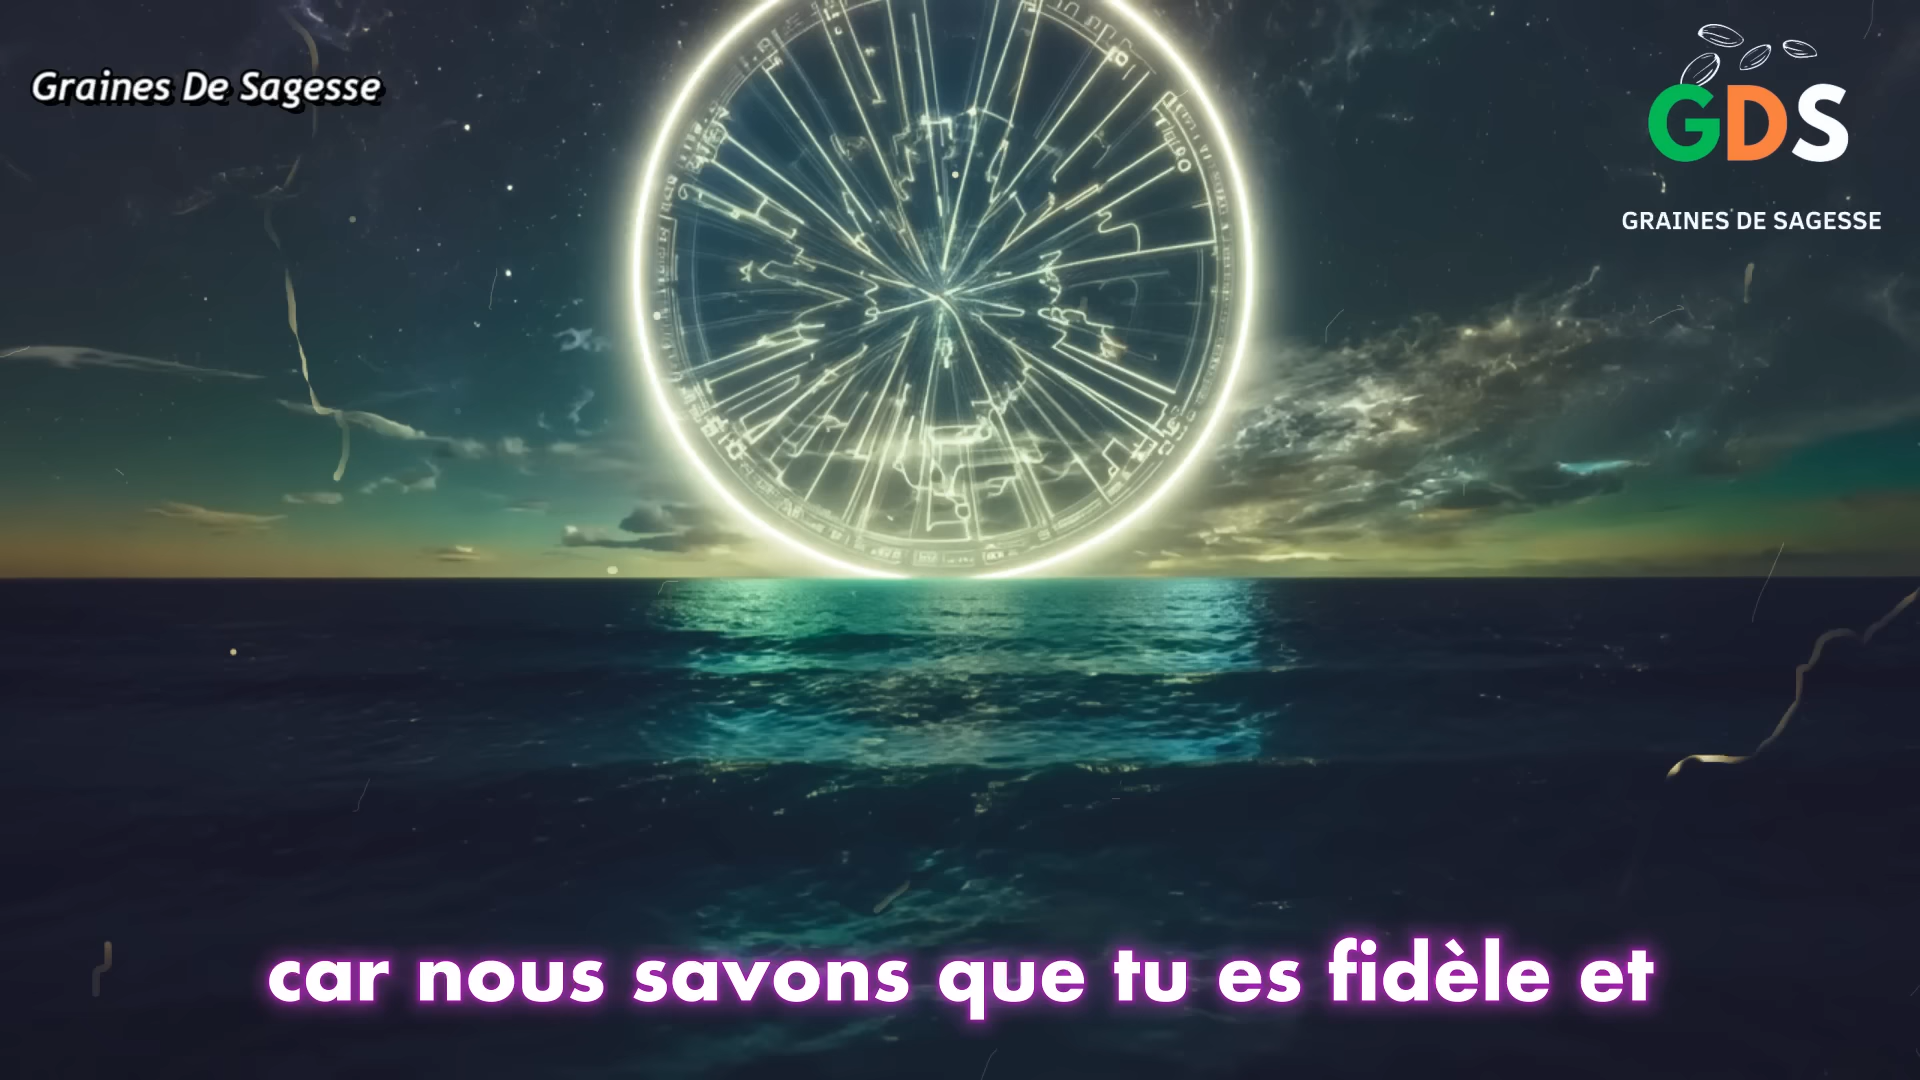 Graines De Sagesse
GDS
GRAINES DE SAGESSE
car nous savons que tu es fidèle et